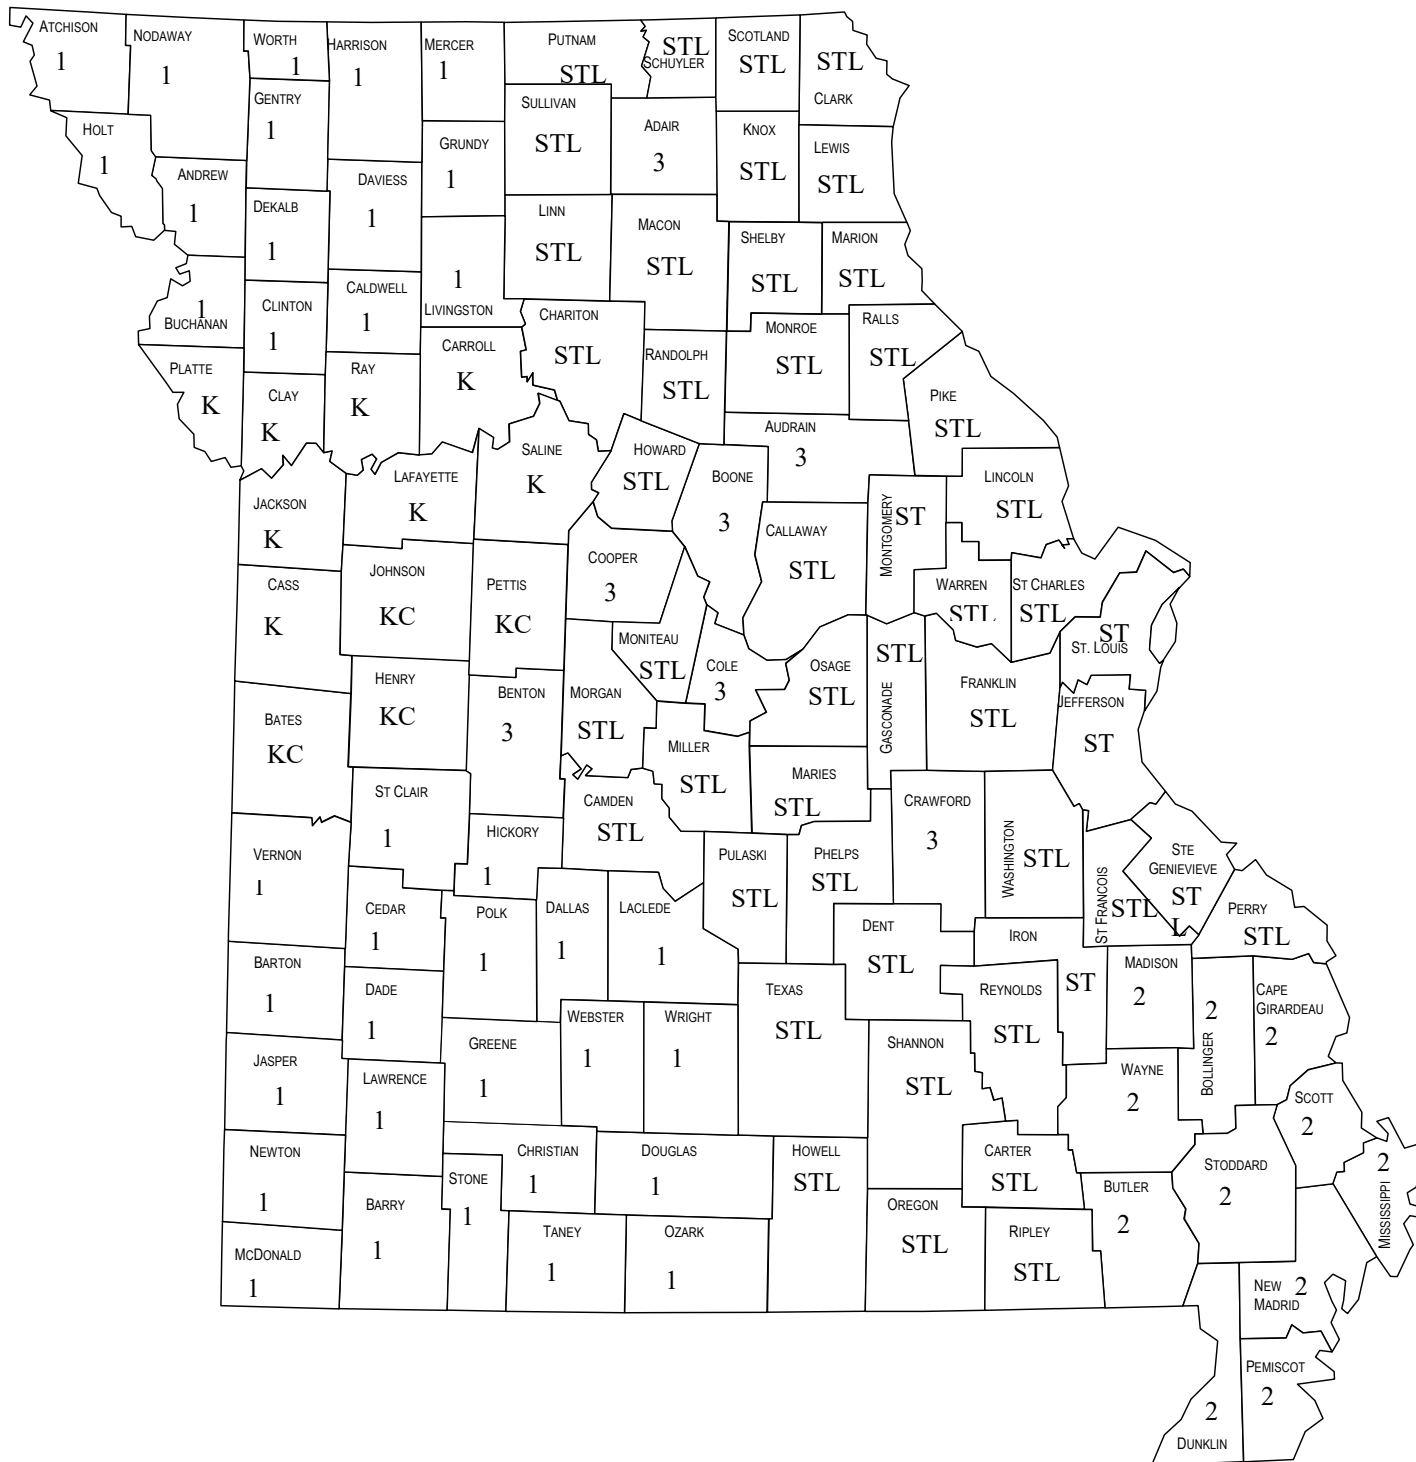 ATCHISON
1
NODAWAY
1
WORTH
1
HARRISON
1
MERCER
1
PUTNAM
STL
STL
SCHUYLER
SCOTLAND
STL
STL
CLARK
GENTRY
1
SULLIVAN
STL
ADAIR
3
KNOX
STL
LEWIS
STL
HOLT
1
ANDREW
1
DEKALB
1
DAVIESS
1
GRUNDY
1
LINN
STL
MACON
STL
SHELBY
STL
MARION
STL
1
BUCHANAN
CLINTON
1
CALDWELL
1
1
LIVINGSTON
CHARITON
STL
RANDOLPH
STL
MONROE
STL
RALLS
STL
PLATTE
K
CLAY
K
RAY
K
CARROLL
K
PIKE
STL
AUDRAIN
3
JACKSON
K
LAFAYETTE
K
SALINE
K
HOWARD
STL
BOONE
3
CALLAWAY
STL
MONTGOMERY
ST
LINCOLN
STL
CASS
K
JOHNSON
KC
PETTIS
KC
COOPER
3
WARREN
STL
ST CHARLES
STL
ST
ST. LOUIS
MONITEAU
STL
COLE
3
OSAGE
STL
STL
GASCONADE
FRANKLIN
STL
JEFFERSON
ST
BATES
KC
HENRY
KC
BENTON
3
MORGAN
STL
MILLER
STL
MARIES
STL
ST CLAIR
1
HICKORY
1
CAMDEN
STL
PULASKI
STL
PHELPS
STL
CRAWFORD
3
WASHINGTON
STL
ST FRANCOIS
STL
STE
GENIEVIEVE
ST
L
PERRY
STL
VERNON
1
CEDAR
1
POLK
1
DALLAS
1
LACLEDE
1
DENT
STL
IRON
ST
MADISON
2
2
BOLLINGER
CAPE
GIRARDEAU
2
BARTON
1
DADE
1
GREENE
1
WEBSTER
1
WRIGHT
1
TEXAS
STL
SHANNON
STL
REYNOLDS
STL
WAYNE
2
SCOTT
2
JASPER
1
LAWRENCE
1
CHRISTIAN
1
DOUGLAS
1
HOWELL
STL
CARTER
STL
STODDARD
2
2
MISSISSIPPI
NEWTON
1
BARRY
1
STONE
1
TANEY
1
OZARK
1
OREGON
STL
RIPLEY
STL
BUTLER
2
MCDONALD
1
NEW
MADRID
2
PEMISCOT
2
2
DUNKLIN